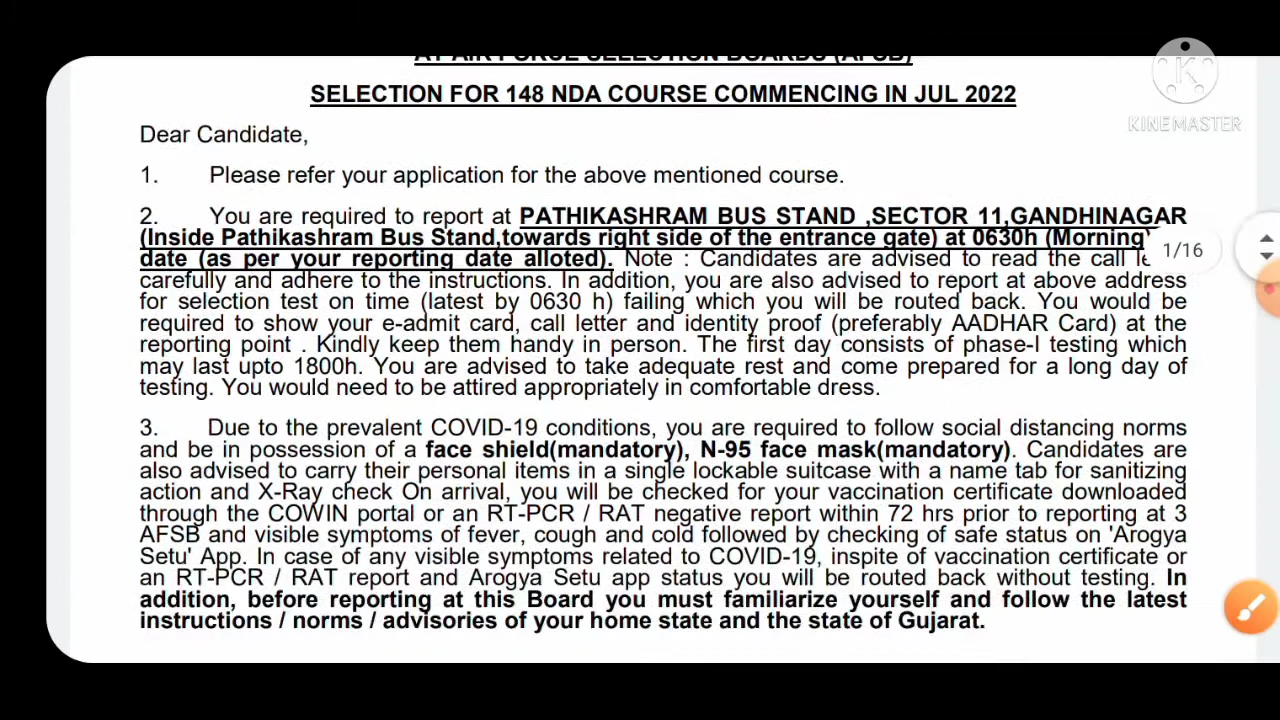 AT AIR FORCE SELECTION BOARDS (AFSB)
SELECTION FOR 148 NDA COURSE COMMENCING IN JUL 2022
KINEMASTER
Dear Candidate,
1. Please refer your application for the above mentioned course.
2. You are required to report at PATHIKASHRAM BUS STAND ,SECTOR 11,GANDHINAGAR
(Inside Pathikashram Bus Stand,towards right side of the entrance gate) at 0630h (Morning
date (as per your reporting date alloted). Note : Candidates are advised to read the call
1/16
carefully and adhere to the instructions. In addition, you are also advised to report at above address
for selection test on time (latest by 0630 h) failing which you will be routed back. You would be
required to show your e-admit card, call letter and identity proof (preferably AADHAR Card) at the
reporting point . Kindly keep them handy in person. The first day consists of phase-I testing which
may last upto 1800h. You are advised to take adequate rest and come prepared for a long day of
testing. You would need to be attired appropriately in comfortable dress.
3. Due to the prevalent COVID-19 conditions, you are required to follow social distancing norms
and be in possession of a face shield(mandatory), N-95 face mask(mandatory). Candidates are
also advised to carry their personal items in a single lockable suitcase with a name tab for sanitizing
action and X-Ray check On arrival, you will be checked for your vaccination certificate downloaded
through the COWIN portal or an RT-PCR / RAT negative report within 72 hrs prior to reporting at 3
AFSB and visible symptoms of fever, cough and cold followed by checking of safe status on 'Arogya
Setu' App. In case of any visible symptoms related to COVID-19, inspite of vaccination certificate or
an RT-PCR / RAT report and Arogya Setu app status you will be routed back without testing. In
addition, before reporting at this Board you must familiarize yourself and follow the latest
instructions / norms / advisories of your home state and the state of Gujarat.